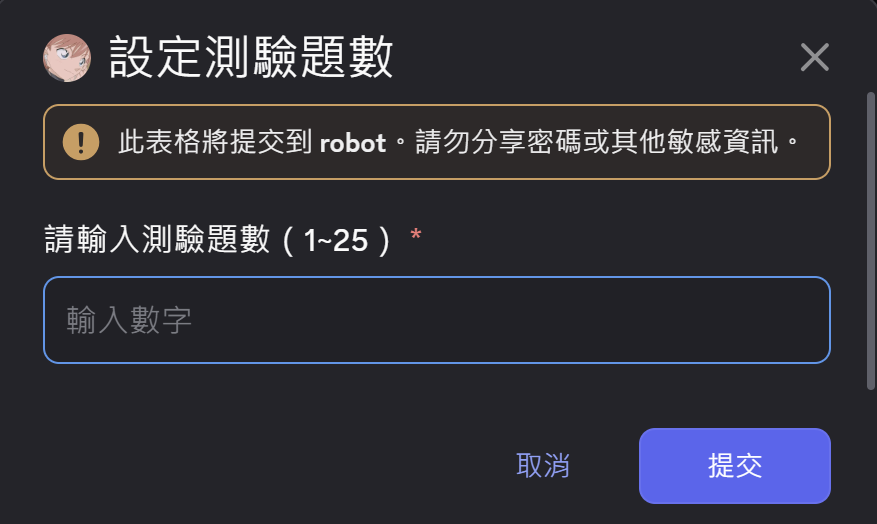 設定測驗題數
此表格將提交到 robot。請勿分享密碼或其他敏感資訊。
請輸入測驗題數（1~25） *
輸入數字
取消 提交